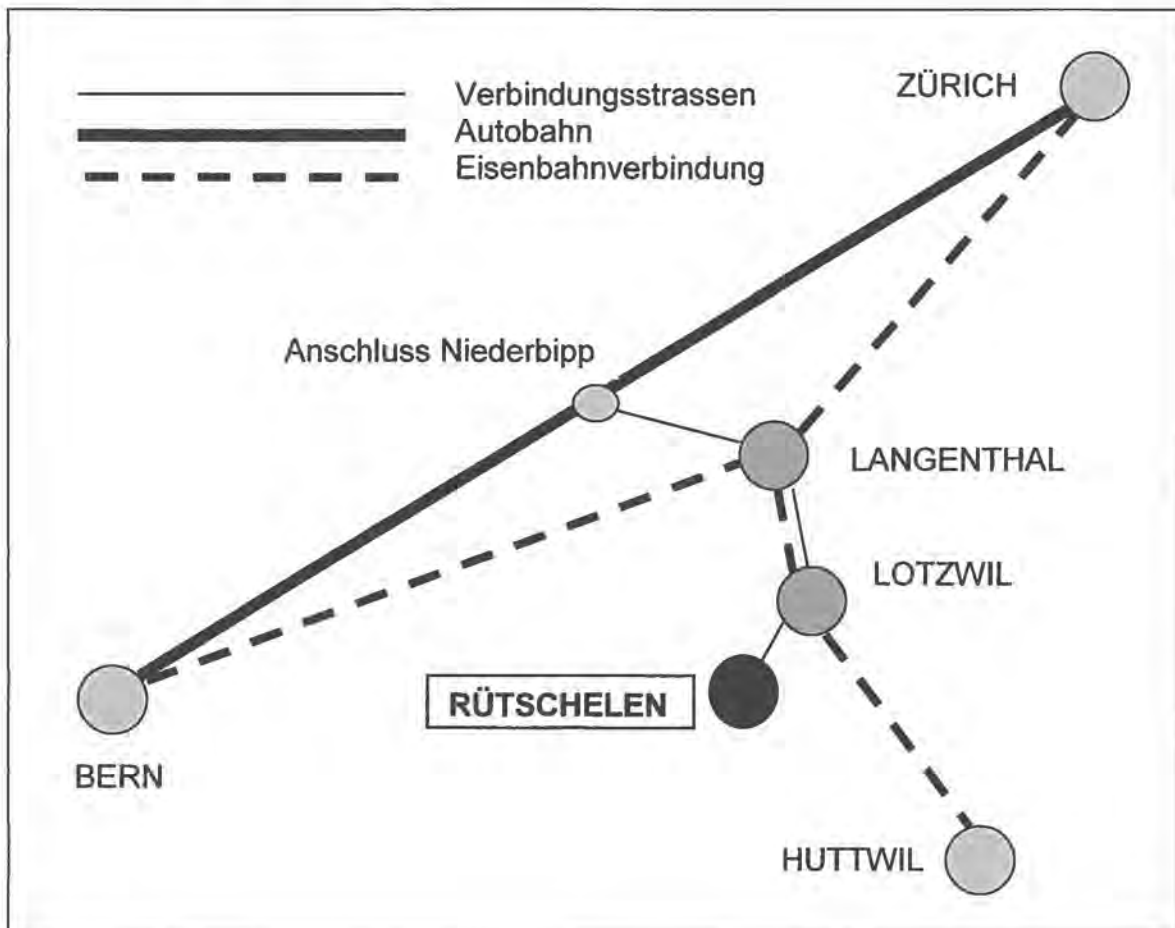 ZÜRICH
Verbindungsstrassen
Autobahn
Eisenbahnverbindung
Anschluss Niederbipp
LANGENTHAL
LOTZWIL
RÜTSCHELEN
BERN
HUTTWIL